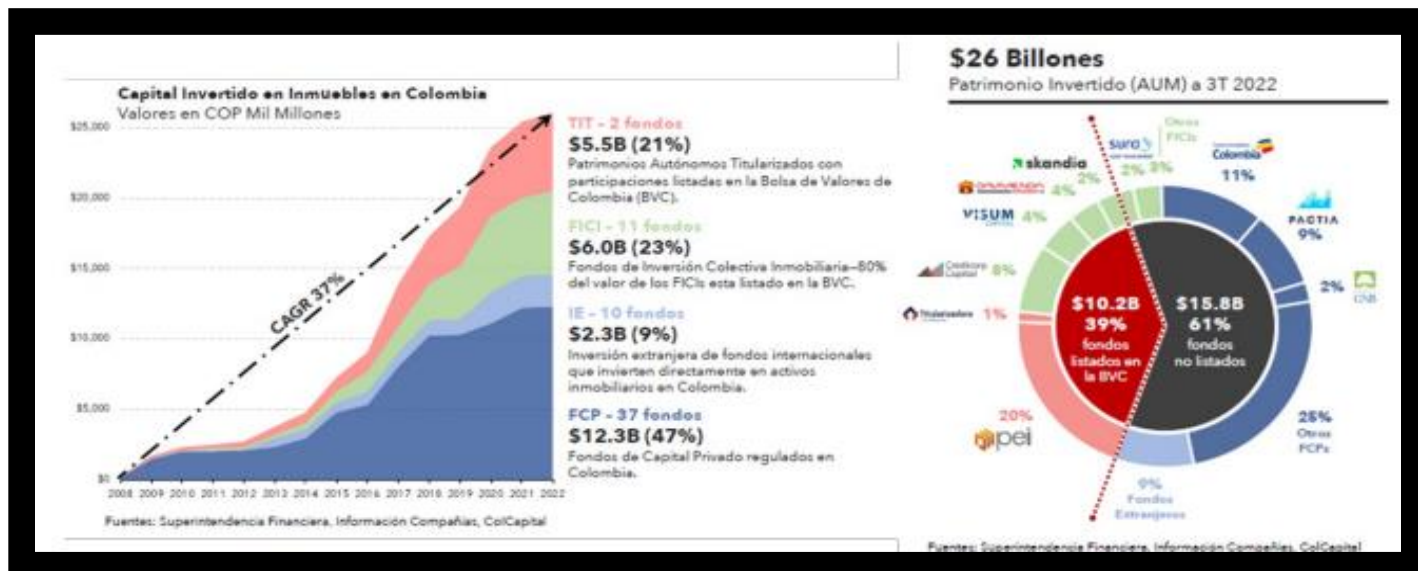 Capital Invertido en Inmuebles en Colombia
Valores en COP Mil Millones
$25,000
$20,000
$15,000
$10,000
$5,000
$0
CAGR 37%
2008 2009 2010 2011 2012 2013 2014 2015 2016 2017 2018 2019 2020 2021 2022
Fuentes: Superintendencia Financiera, Información Compañías, ColCapital
TIT - 2 fondos
$5.5B (21%)
Patrimonios Autónomos Titularizados con
participaciones listadas en la Bolsa de Valores de
Colombia (BVC).
FICI - 11 fondos
$6.0B (23%)
Fondos de Inversión Colectiva Inmobiliaria—80%
del valor de los FICIs esta listado en la BVC.
IE - 10 fondos
$2.3B (9%)
Inversión extranjera de fondos internacionales
que invierten directamente en activos
inmobiliarios en Colombia.
FCP - 37 fondos
$12.3B (47%)
Fondos de Capital Privado regulados en
Colombia.
$26 Billones
Patrimonio Invertido (AUM) a 3T 2022
Otros
FICIs
3%
sura
2%
skandia
2%
4%
VISUM
CAPITAL
4%
Credicorp
Capital
8%
Titularizadora
1%
20%
pei
9%
Fondos
Extranjeros
25%
Otros
FCPs
2%
PACTIA
9%
Colombia
11%
$10.2B
39%
fondos
listados en
la BVC
$15.8B
61%
fondos
no listados
Fuentes: Superintendencia Financiera, Información Compañías, ColCapital